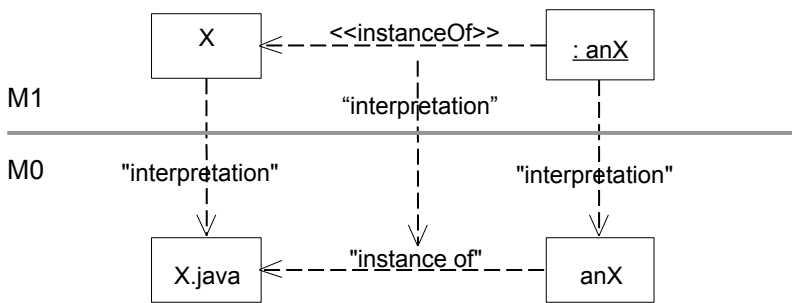 X
<<instanceOf>>
: anX
M1
“interpretation”
M0
"interpretation"
"interpretation"
X.java
"instance of"
anX